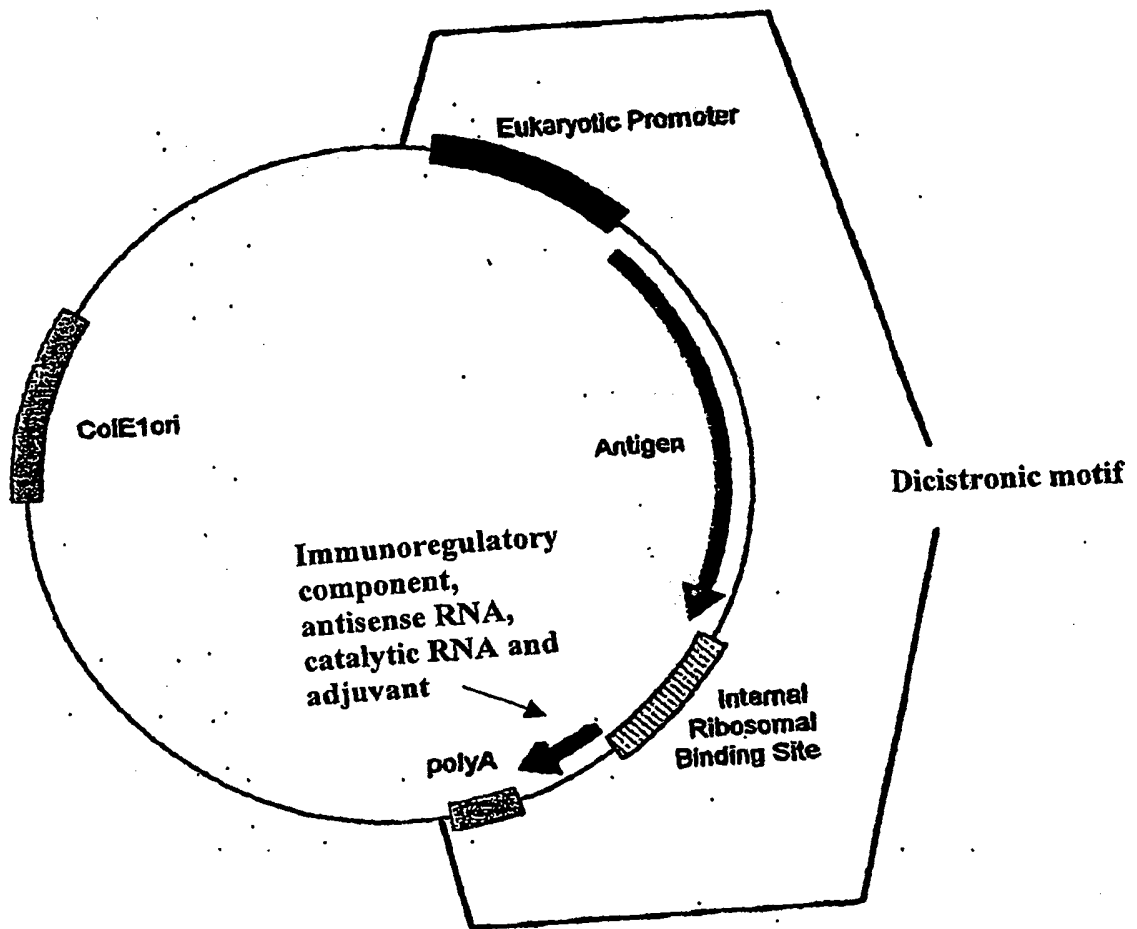 Eukaryotic Promoter
ColE1ori
Antigen
Dicistronic motif
Immunoregulatory
component,
antisense RNA,
catalytic RNA and
adjuvant
Internal
Ribosomal
Binding Site
polyA